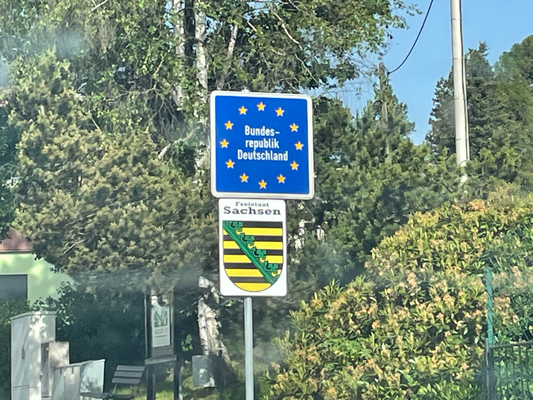 Bundes-
republik
Deutschland
Freistaat
Sachsen